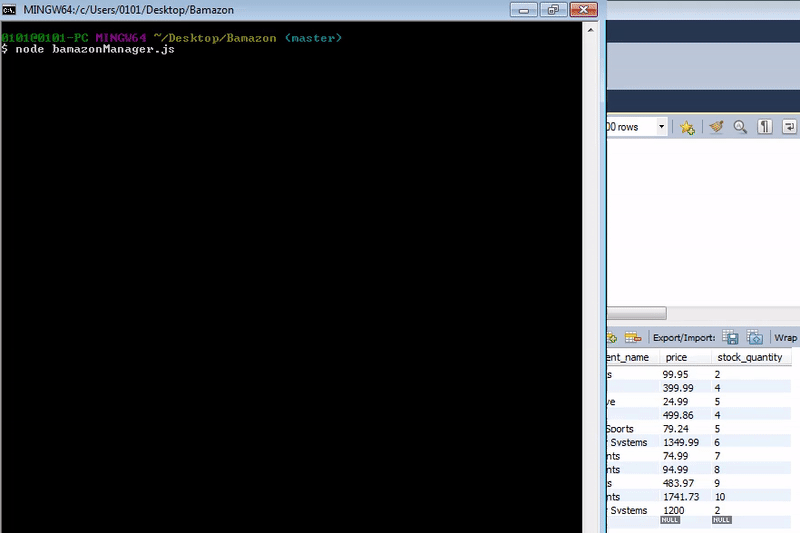 MINGW64:/c/Users/0101/Desktop/Bamazon
0101@0101-PC MINGW64 ~/Desktop/Bamazon (master)
$ node bamazonManager.js
00 rows
Export/Import: Wrap
ent_name price stock_quantity
ts 99.95 2
399.99 4
ve 24.99 5
499.86 4
Sports 79.24 5
r Systems 1349.99 6
nts 74.99 7
nts 94.99 8
ts 483.97 9
nts 1741.73 10
r Systems 1200 2
NULL NULL